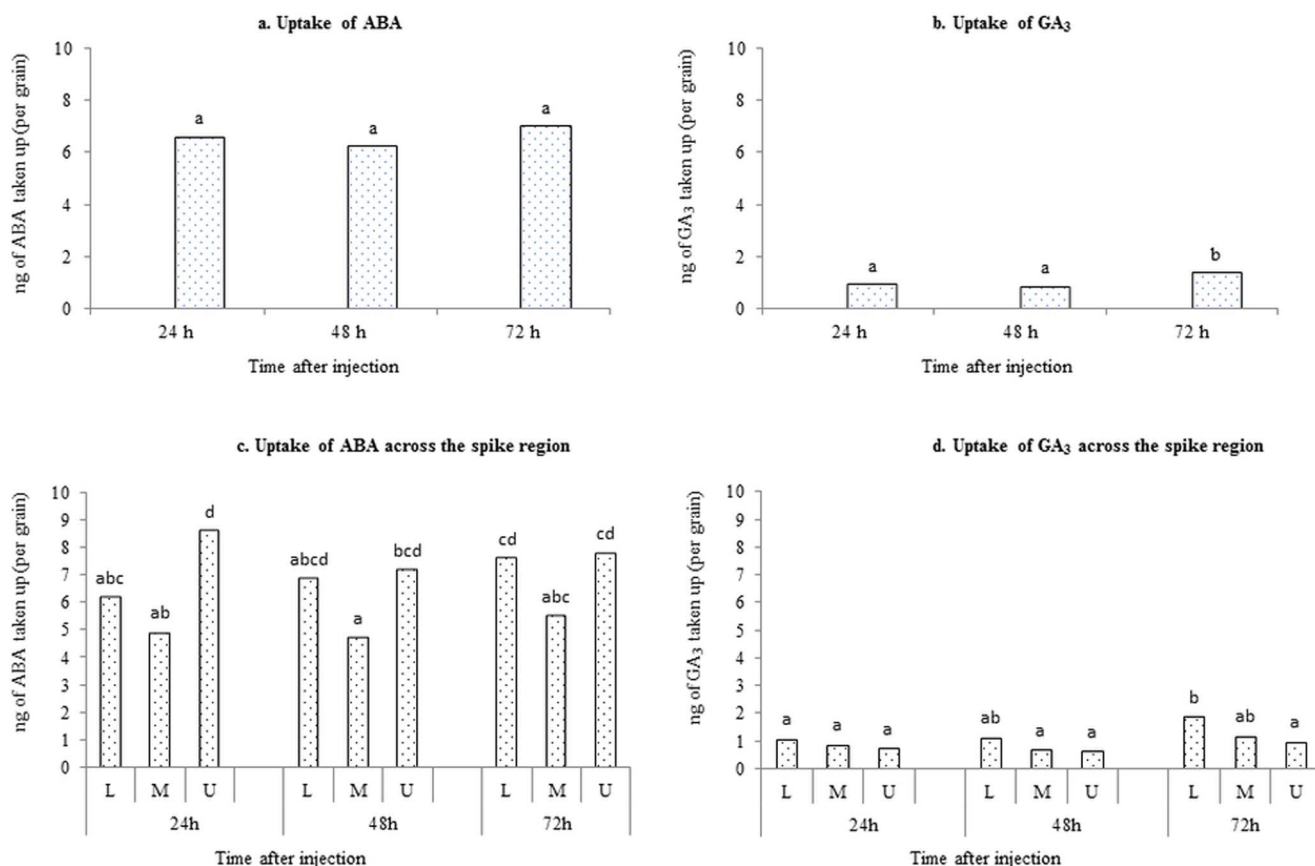 a. Uptake of ABA
ng of ABA taken up (per grain)
10
8
6
4
2
0
a
a
a
24 h
48 h
72 h
Time after injection
b. Uptake of GA₃
ng of GA₃ taken up (per grain)
10
8
6
4
2
0
a
a
b
24 h
48 h
72 h
Time after injection
c. Uptake of ABA across the spike region
ng of ABA taken up (per grain)
10
9
8
7
6
5
4
3
2
1
0
abc
ab
d
abcd
a
bcd
cd
abc
cd
L M U L M U L M U
24h 48h 72h
Time after injection
d. Uptake of GA₃ across the spike region
ng of GA₃ taken up (per grain)
10
9
8
7
6
5
4
3
2
1
0
a
a
a
ab
a
a
b
ab
a
L M U L M U L M U
24h 48h 72h
Time after injection